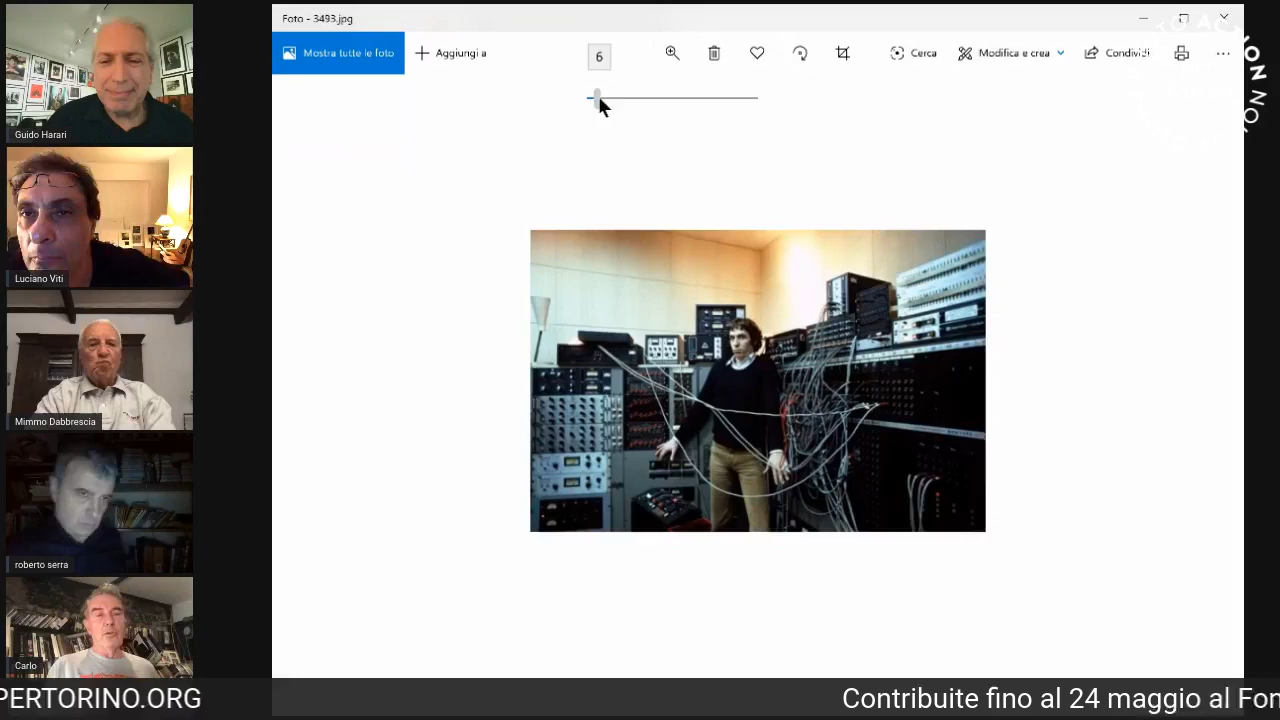 Foto - 3493.jpg
Mostra tutte le foto
Aggiungi a
6
Cerca
Modifica e crea
Condividi
Guido Harari
Luciano Viti
Mimmo Dabbrescia
roberto serra
Carlo
PERTORINO.ORG
Contribuite fino al 24 maggio al Fon